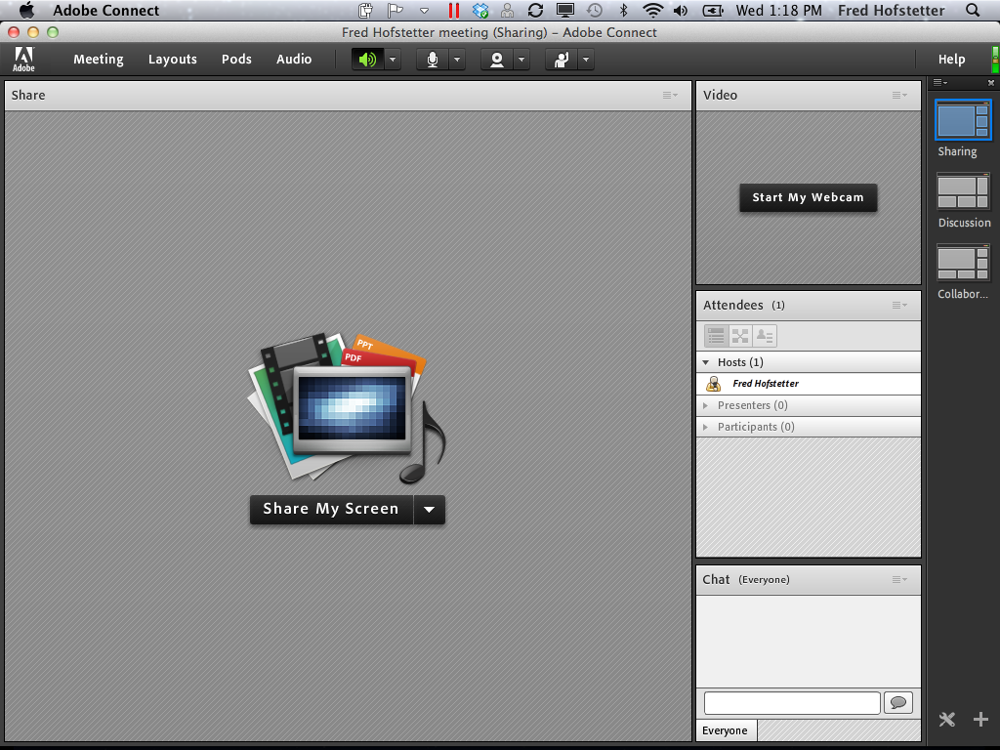 Adobe Connect Wed 1:18 PM Fred Hofstetter
Fred Hofstetter meeting (Sharing) – Adobe Connect
Adobe Meeting Layouts Pods Audio Help
Share
Video
Start My Webcam
Sharing
Discussion
Collabor...
Attendees (1)
Hosts (1)
Fred Hofstetter
Presenters (0)
Participants (0)
PPT
PDF
Share My Screen
Chat (Everyone)
Everyone